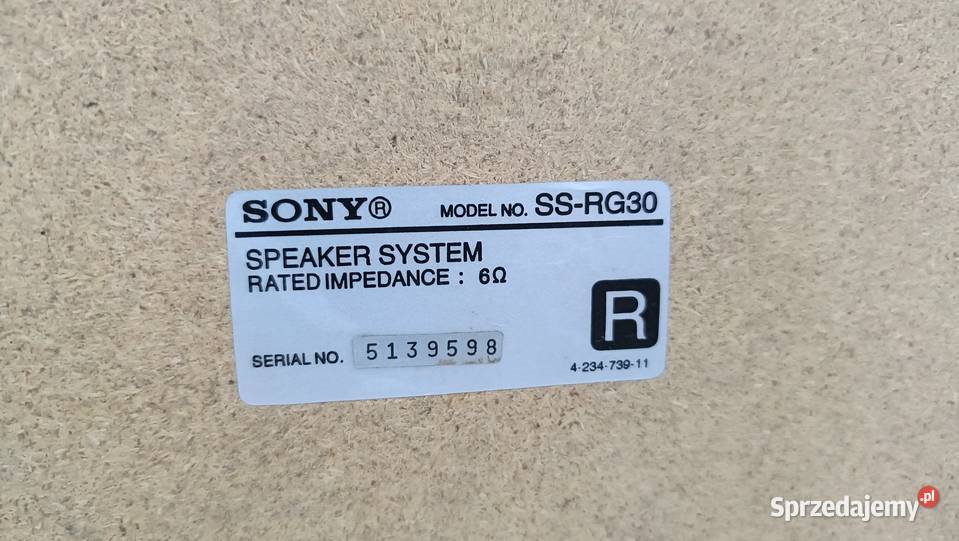 SONY® MODEL NO. SS-RG30
SPEAKER SYSTEM
RATED IMPEDANCE : 6Ω
R
SERIAL NO. 5139598
4-234-739-11
Sprzedajemy.pl